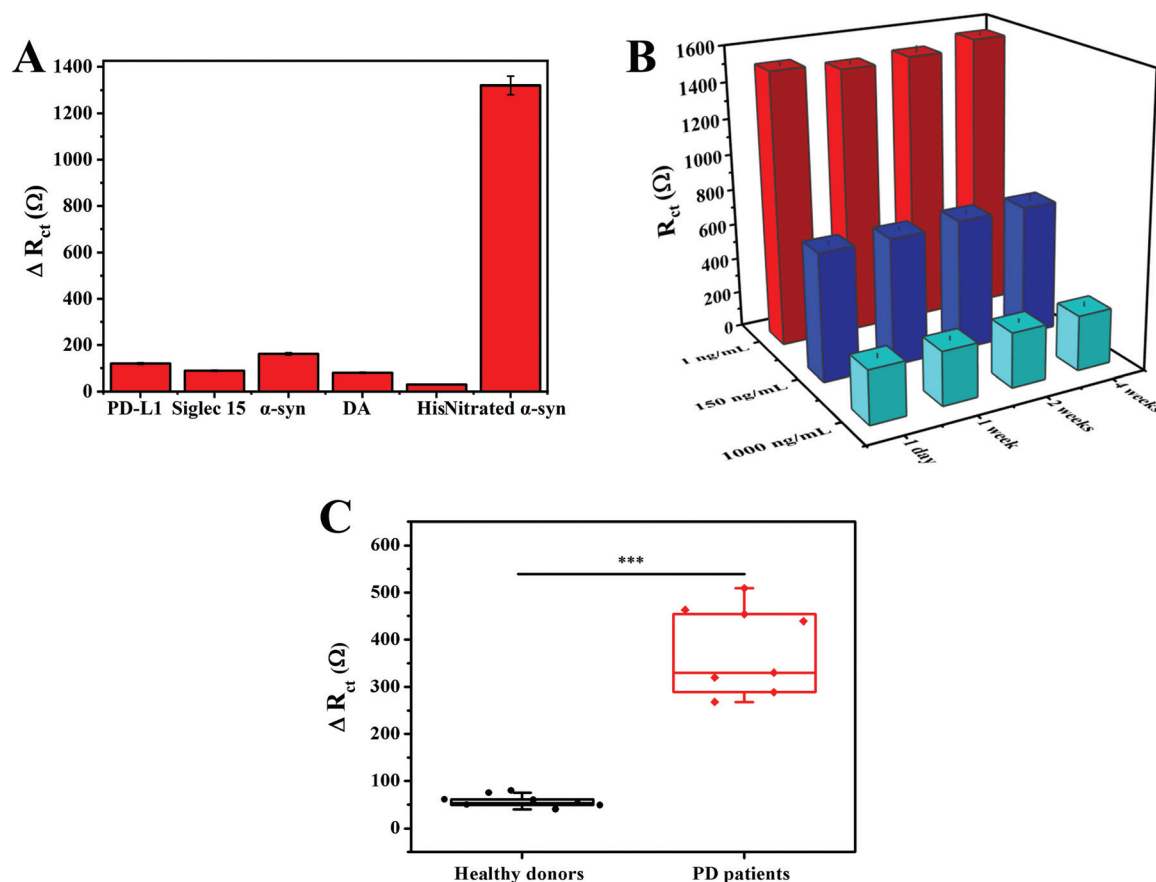 A
1400
1200
1000
800
600
400
200
0
Δ Rct (Ω)
PD-L1 Siglec 15 α-syn DA His Nitrated α-syn
B
1600
1400
1200
1000
800
600
400
200
0
Rct (Ω)
1 ng/mL
150 ng/mL
1000 ng/mL
1 day
1 week
2 weeks
4 weeks
C
600
500
400
300
200
100
0
Δ Rct (Ω)
***
Healthy donors PD patients